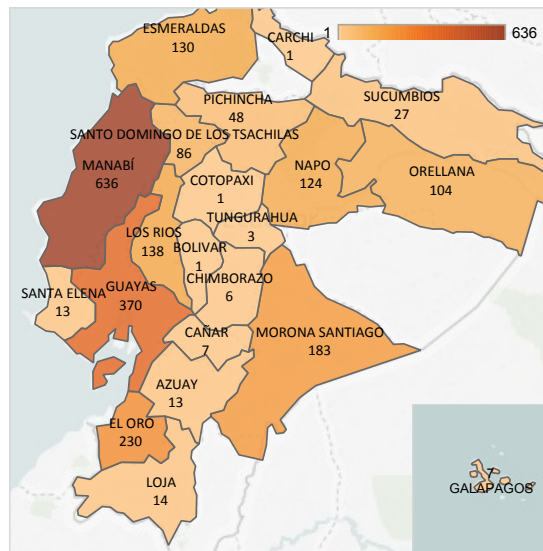 ESMERALDAS
130
CARCHI
1
1 636
PICHINCHA
48
SUCUMBIOS
27
SANTO DOMINGO DE LOS TSACHILAS
86
MANABÍ
636
NAPO
124
ORELLANA
104
COTOPAXI
1
TUNGURAHUA
3
LOS RIOS
138
BOLIVAR
1
CHIMBORAZO
6
SANTA ELENA
13
GUAYAS
370
CAÑAR
7
MORONA SANTIAGO
183
AZUAY
13
EL ORO
230
LOJA
14
7
GALAPAGOS